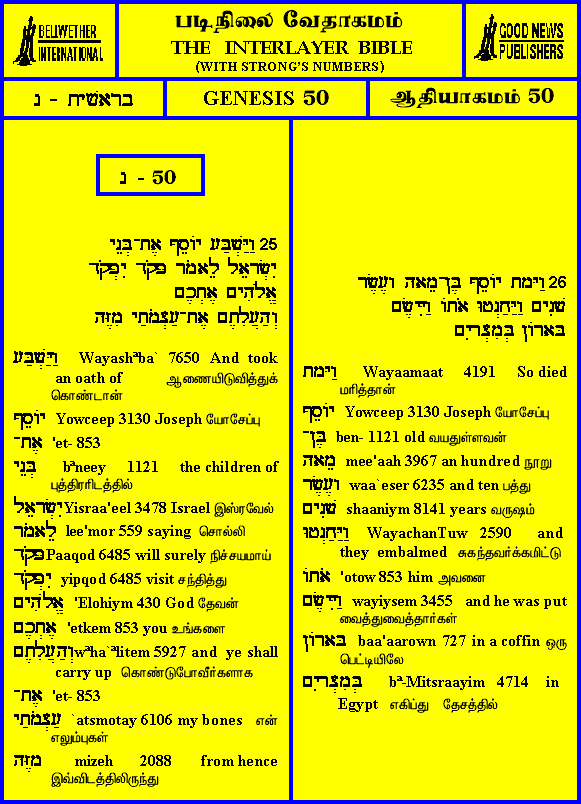 BELLWETHER
INTERNATIONAL
படிநிலை வேதாகமம்
THE INTERLAYER BIBLE
(WITH STRONG'S NUMBERS)
GOOD NEWS
PUBLISHERS
בראשית - נ
GENESIS 50
ஆதியாகமம் 50
נ - 50
25 וַיַּשְׁבַּע יוֹסֵף אֶת־בְּנֵי
יִשְׂרָאֵל לֵאמֹר פָּקֹד יִפְקֹד
אֱלֹהִים אֶתְכֶם
וְהַעֲלִתֶם אֶת־עַצְמֹתַי מִזֶּה
וַיַּשְׁבַּע Wayashªba` 7650 And took
an oath of ஆணையிடுவித்துக்
கொண்டான்
יוֹסֵף Yowceep 3130 Joseph யோசேப்பு
אֶת־ 'et- 853
בְּנֵי bªneey 1121 the children of
புத்திரரிடத்தில்
יִשְׂרָאֵל Yisraa'eel 3478 Israel இஸ்ரவேல்
לֵאמֹר lee'mor 559 saying சொல்லி
פָּקֹד Paaqod 6485 will surely நிச்சயமாய்
יִפְקֹד yipqod 6485 visit சந்தித்து
אֱלֹהִים 'Elohiym 430 God தேவன்
אֶתְכֶם 'etkem 853 you உங்களை
וְהַעֲלִתֶם wªha`ªlitem 5927 and ye shall
carry up கொண்டுபோவீர்களாக
אֶת־ 'et- 853
עַצְמֹתַי `atsmotay 6106 my bones என்
எலும்புகள்
מִזֶּה mizeh 2088 from hence
இவ்விடத்திலிருந்து
26 וַיָּמָת יוֹסֵף בֶּן־מֵאָה וָעֶשֶׂר
שָׁנִים וַיַּחַנְטוּ אֹתוֹ וַיִּישֶׂם
בָּאָרוֹן בְּמִצְרָיִם
וַיָּמָת Wayaamaat 4191 So died
மரித்தான்
יוֹסֵף Yowceep 3130 Joseph யோசேப்பு
בֶּן־ ben- 1121 old வயதுள்ளவன்
מֵאָה mee'aah 3967 an hundred நூறு
וָעֶשֶׂר waa`eser 6235 and ten பத்து
שָׁנִים shaaniym 8141 years வருஷம்
וַיַּחַנְטוּ WayachanTuw 2590 and
they embalmed சுகந்தவர்க்கமிட்டு
אֹתוֹ 'otow 853 him அவனை
וַיִּישֶׂם wayiysem 3455 and he was put
வைத்துவைத்தார்கள்
בָּאָרוֹן baa'aarown 727 in a coffin ஒரு
பெட்டியிலே
בְּמִצְרָיִם bª-Mitsraayim 4714 in
Egypt எகிப்து தேசத்தில்